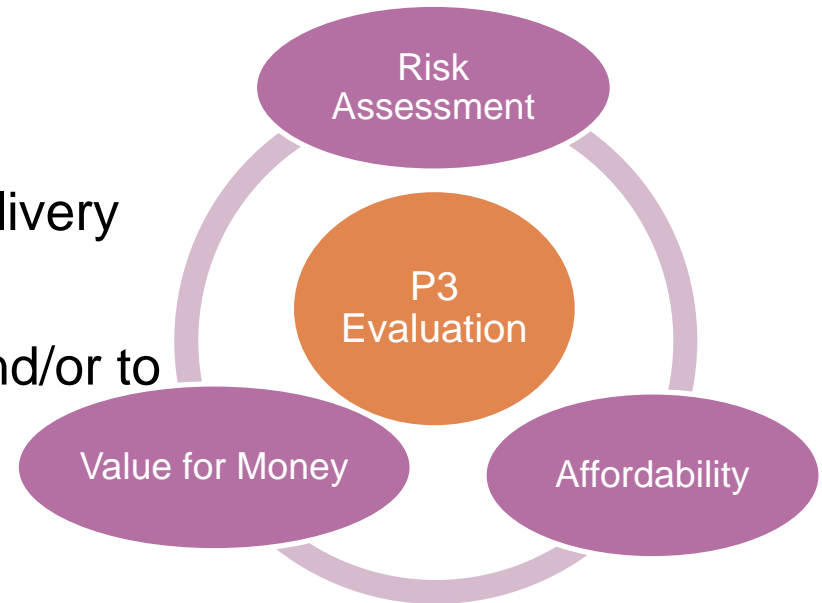 Risk
Assessment
livery
P3
Evaluation
nd/or to
Value for Money
Affordability